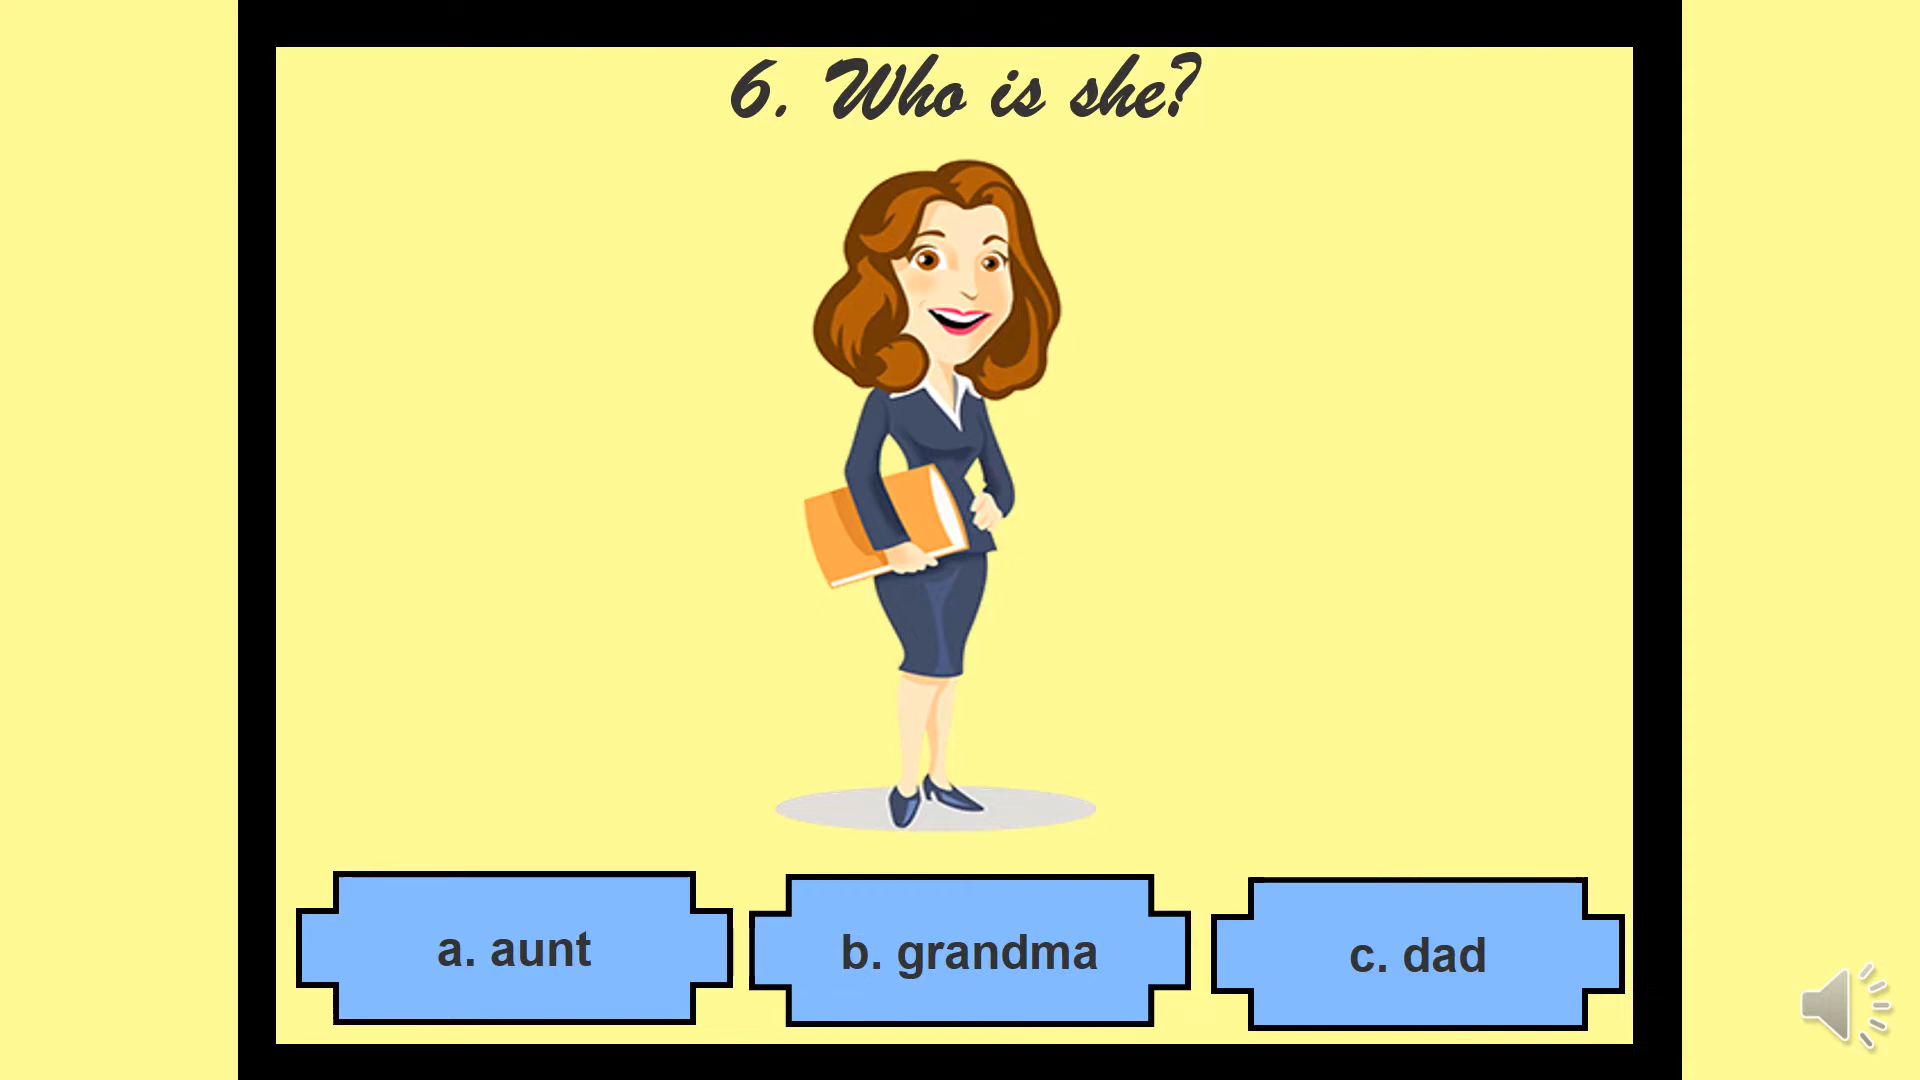 6. Who is she?
a. aunt
b. grandma
c. dad